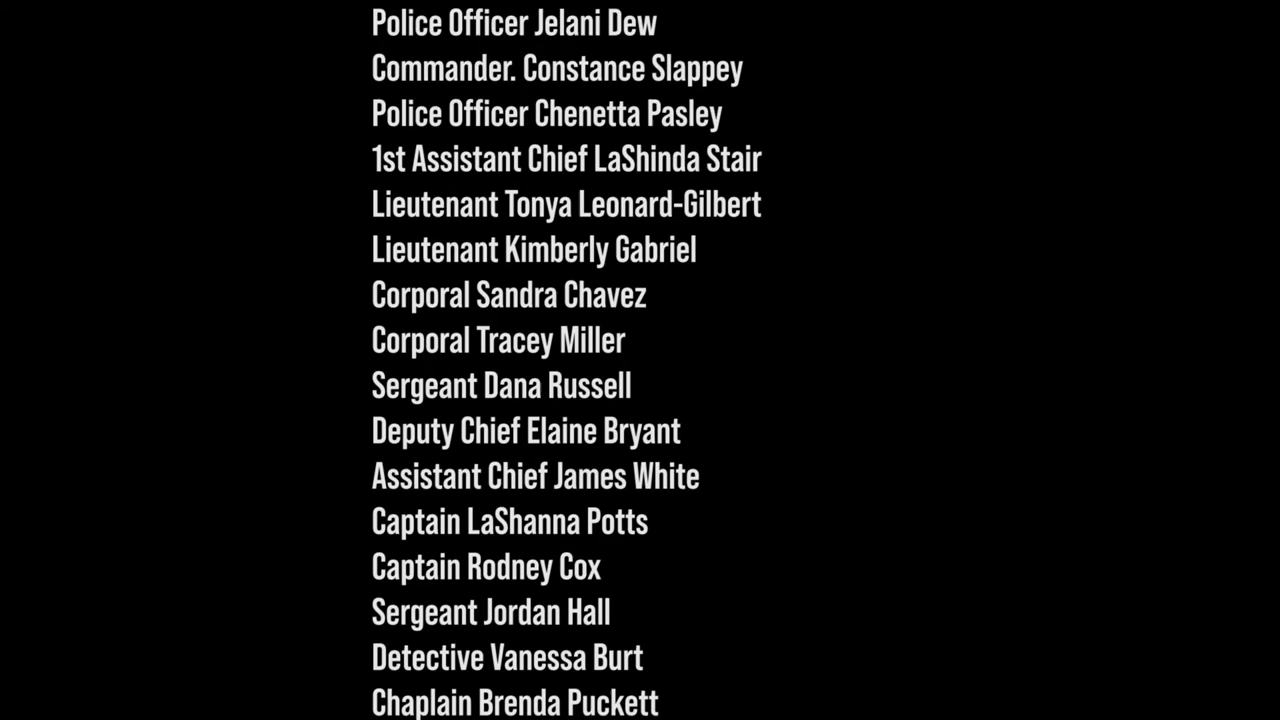 Police Officer Jelani Dew
Commander. Constance Slappey
Police Officer Chenetta Pasley
1st Assistant Chief LaShinda Stair
Lieutenant Tonya Leonard-Gilbert
Lieutenant Kimberly Gabriel
Corporal Sandra Chavez
Corporal Tracey Miller
Sergeant Dana Russell
Deputy Chief Elaine Bryant
Assistant Chief James White
Captain LaShanna Potts
Captain Rodney Cox
Sergeant Jordan Hall
Detective Vanessa Burt
Chaplain Brenda Puckett